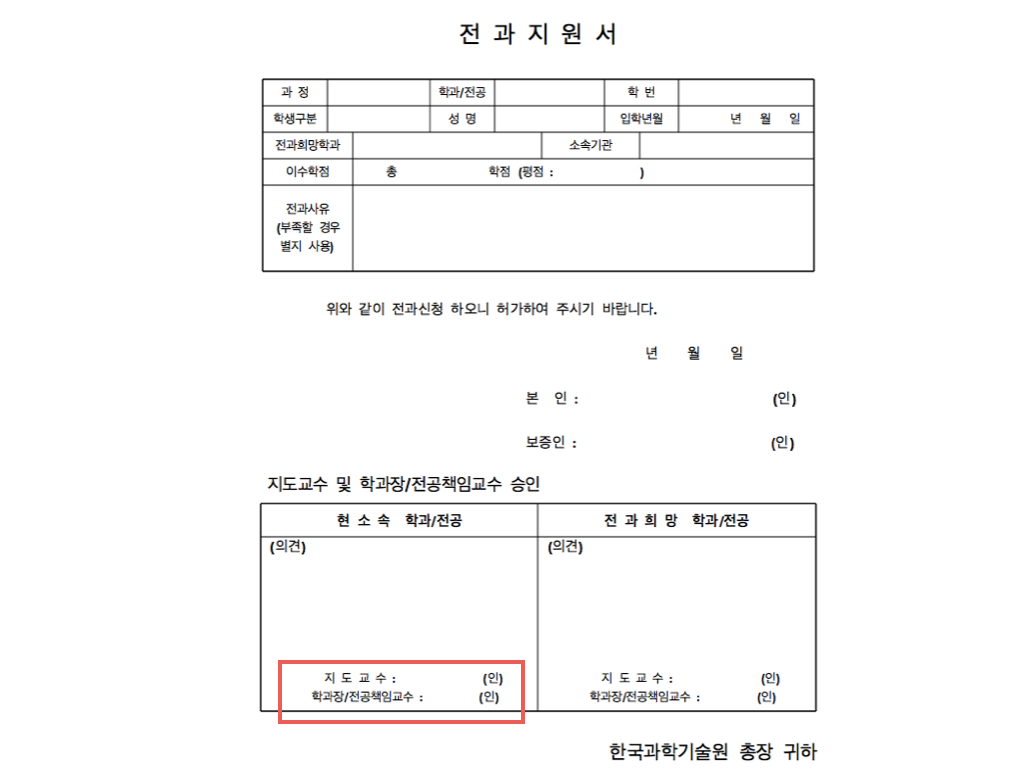 전 과 지 원 서
과 정 학과/전공 학 번
학생구분 성 명 입학년월 년 월 일
전과희망학과 소속기관
이수학점 총 학점 (평점 : )
전과사유
(부족할 경우
별지 사용)
위와 같이 전과신청 하오니 허가하여 주시기 바랍니다.
년 월 일
본 인 : (인)
보증인 : (인)
지도교수 및 학과장/전공책임교수 승인
현 소 속 학과/전공 전 과 희 망 학과/전공
(의견) (의견)
지 도 교 수 : (인) 지 도 교 수 : (인)
학과장/전공책임교수 : (인) 학과장/전공책임교수 : (인)
한국과학기술원 총장 귀하